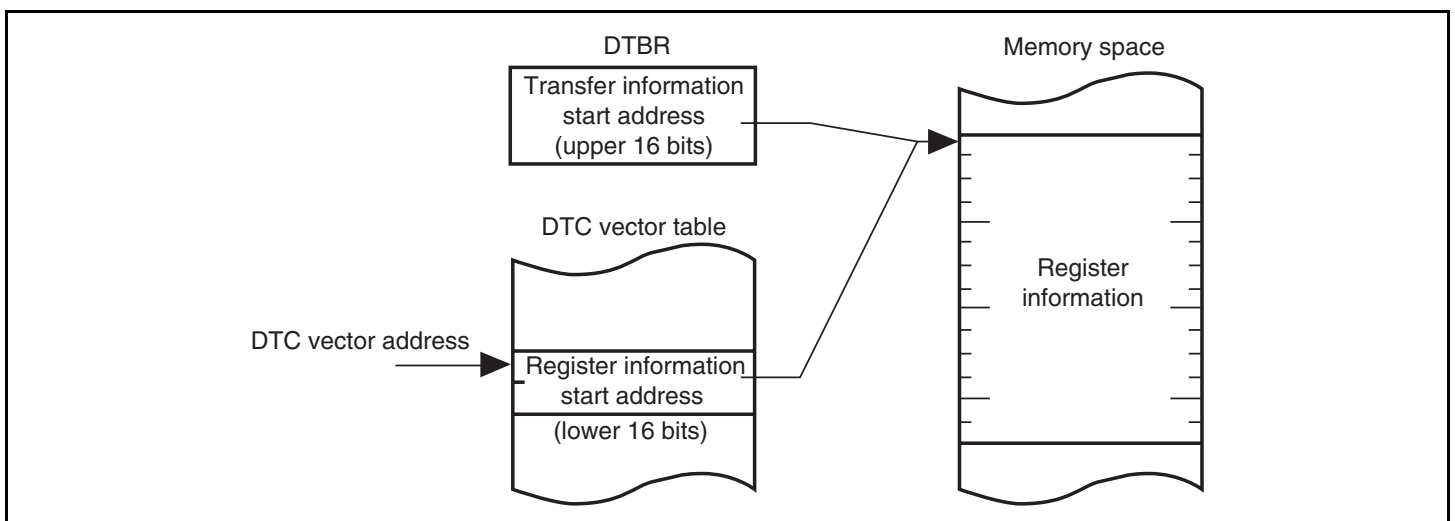 DTBR
Transfer information
start address
(upper 16 bits)
Memory space
DTC vector table
DTC vector address
Register information
start address
(lower 16 bits)
Register
information